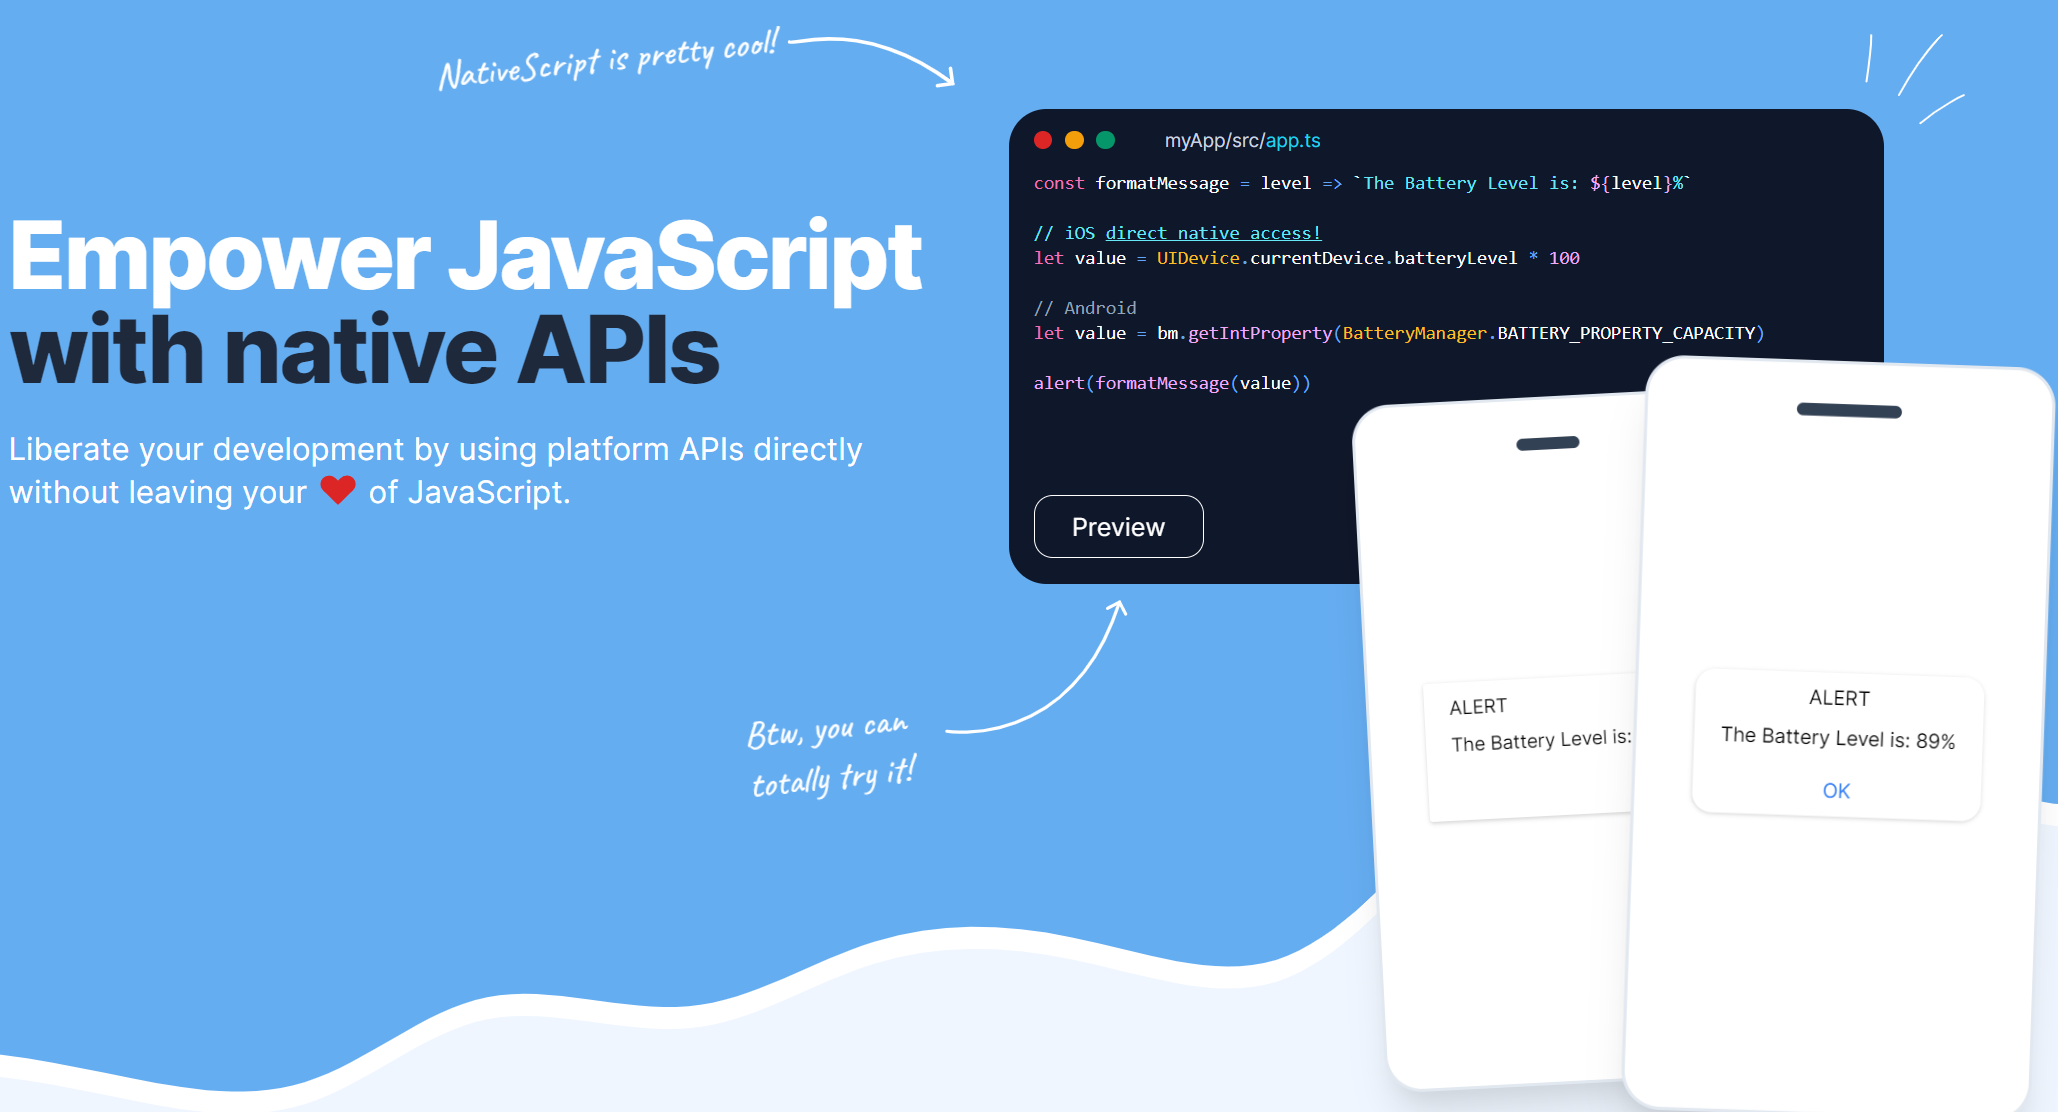 NativeScript is pretty cool!
Empower JavaScript
with native APIs
Liberate your development by using platform APIs directly
without leaving your ❤ of JavaScript.
myApp/src/app.ts
const formatMessage = level => `The Battery Level is: ${level}%`
// iOS direct native access!
let value = UIDevice.currentDevice.batteryLevel * 100
// Android
let value = bm.getIntProperty(BatteryManager.BATTERY_PROPERTY_CAPACITY)
alert(formatMessage(value))
Preview
Btw, you can
totally try it!
ALERT
The Battery Level is:
ALERT
The Battery Level is: 89%
OK